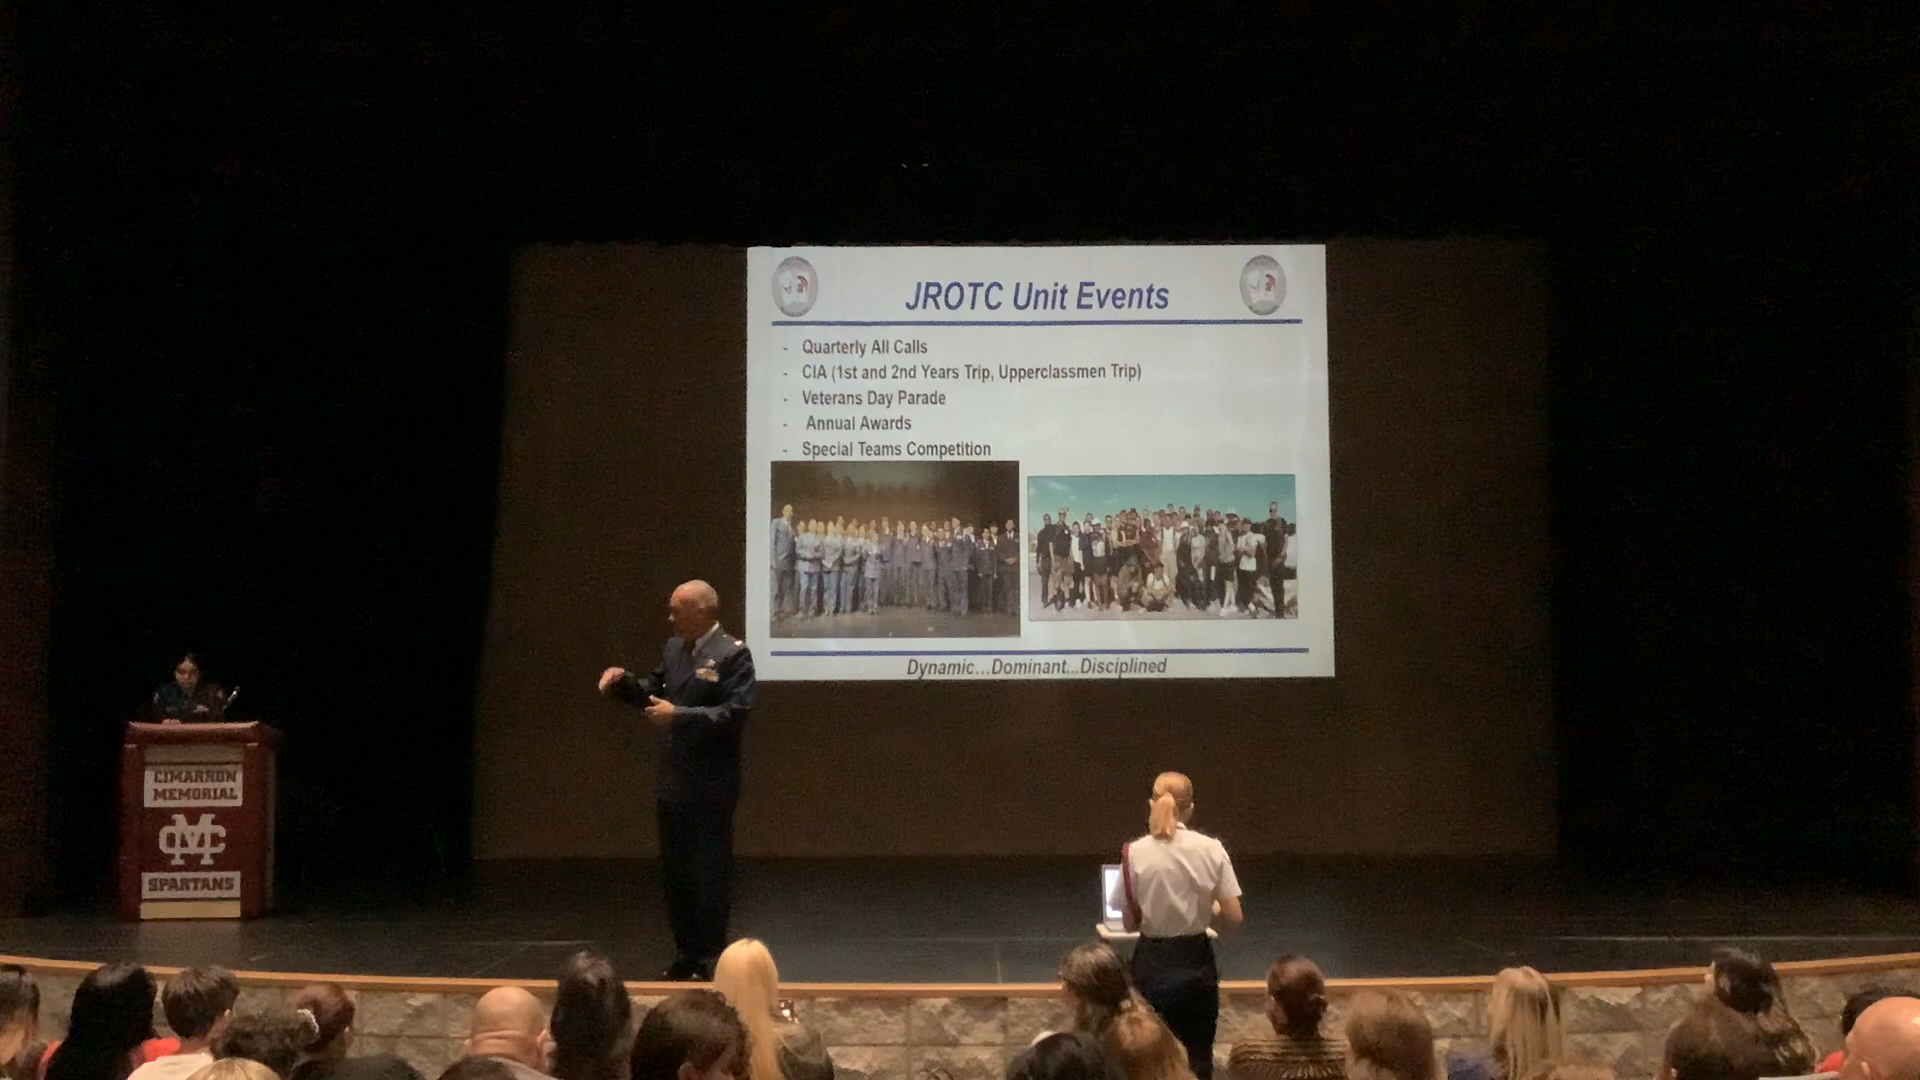 JROTC Unit Events
- Quarterly All Calls
- CIA (1st and 2nd Years Trip, Upperclassmen Trip)
- Veterans Day Parade
- Annual Awards
- Special Teams Competition
Dynamic...Dominant...Disciplined
CIMARRON
MEMORIAL
CMC
SPARTANS